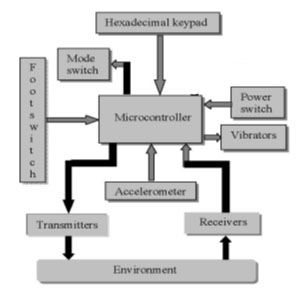 Hexadecimal keypad
Mode
switch
Footswitch
Power
switch
Microcontroller
Vibrators
Accelerometer
Transmitters
Receivers
Environment